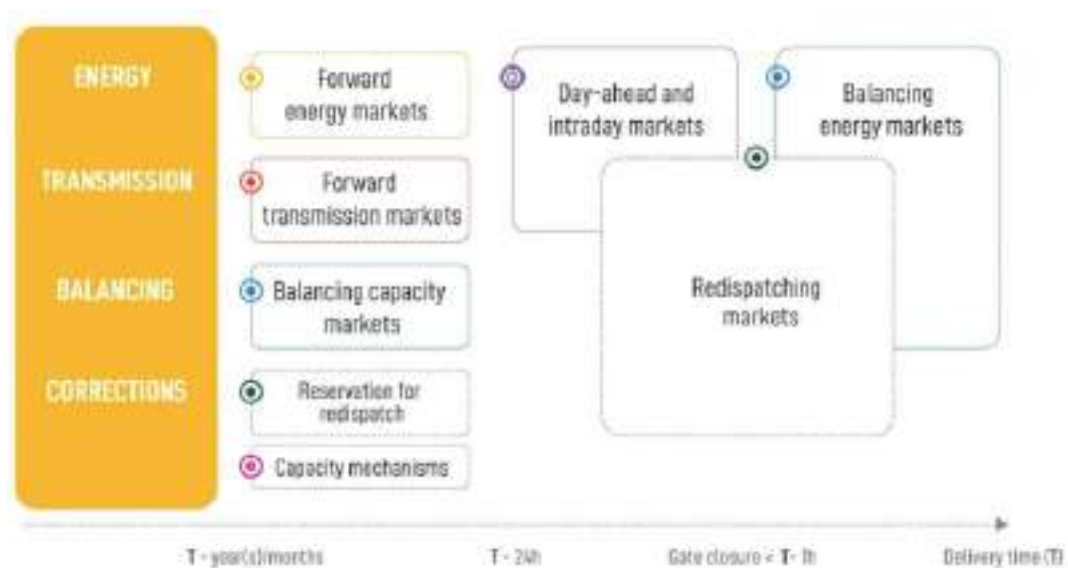 ENERGY
TRANSMISSION
BALANCING
CORRECTIONS
Forward
energy markets
Forward
transmission markets
Balancing capacity
markets
Reservation for
redispatch
Capacity mechanisms
Day-ahead and
intraday markets
Balancing
energy markets
Redispatching
markets
T - year(s)/months
T - 24h
Gate closure < T- 1h
Delivery time (T)